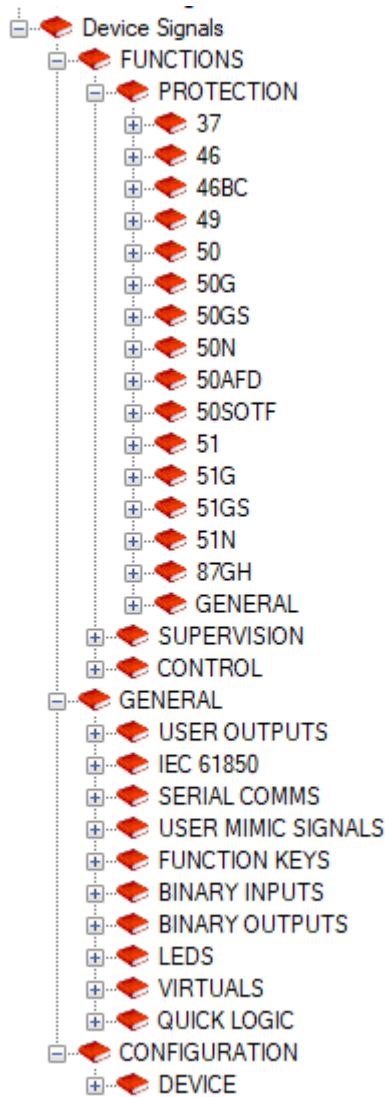 Device Signals
FUNCTIONS
PROTECTION
37
46
46BC
49
50
50G
50GS
50N
50AFD
50SOTF
51
51G
51GS
51N
87GH
GENERAL
SUPERVISION
CONTROL
GENERAL
USER OUTPUTS
IEC 61850
SERIAL COMMS
USER MIMIC SIGNALS
FUNCTION KEYS
BINARY INPUTS
BINARY OUTPUTS
LEDS
VIRTUALS
QUICK LOGIC
CONFIGURATION
DEVICE